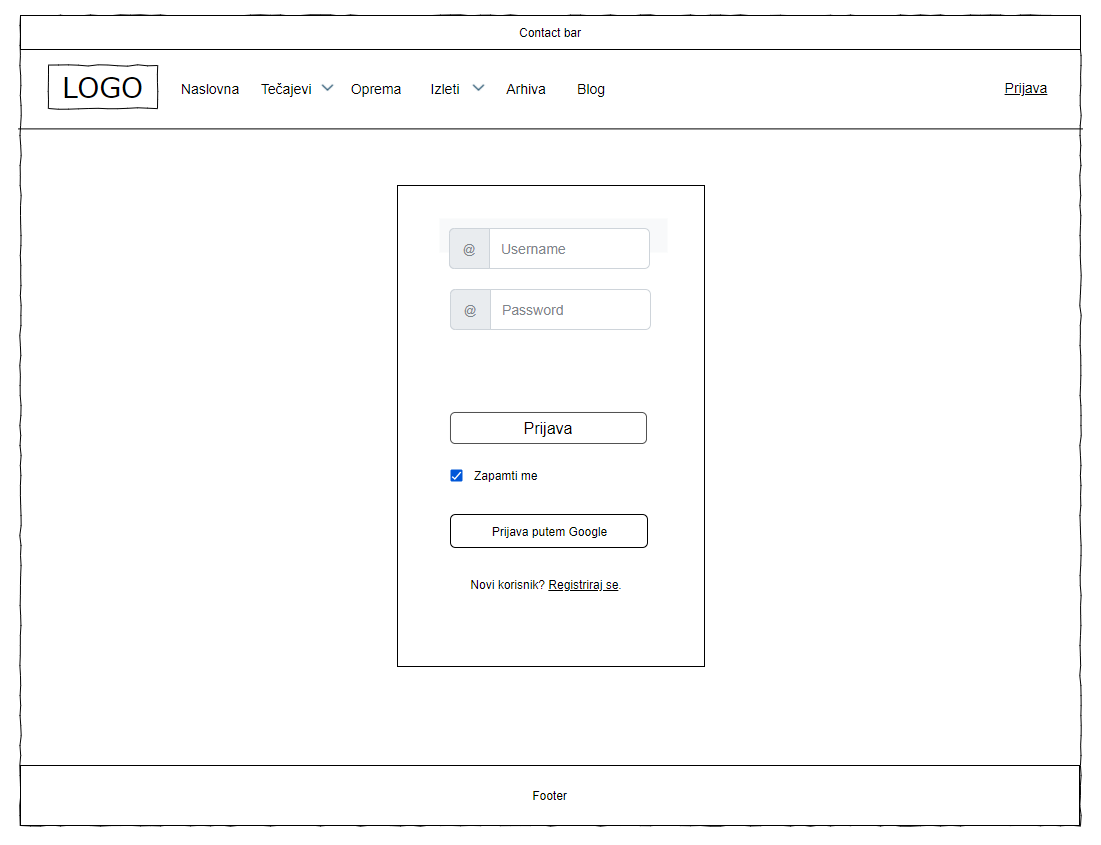 Contact bar
LOGO Naslovna Tečajevi Oprema Izleti Arhiva Blog Prijava
@ Username
@ Password
Prijava
Zapamti me
Prijava putem Google
Novi korisnik? Registriraj se.
Footer